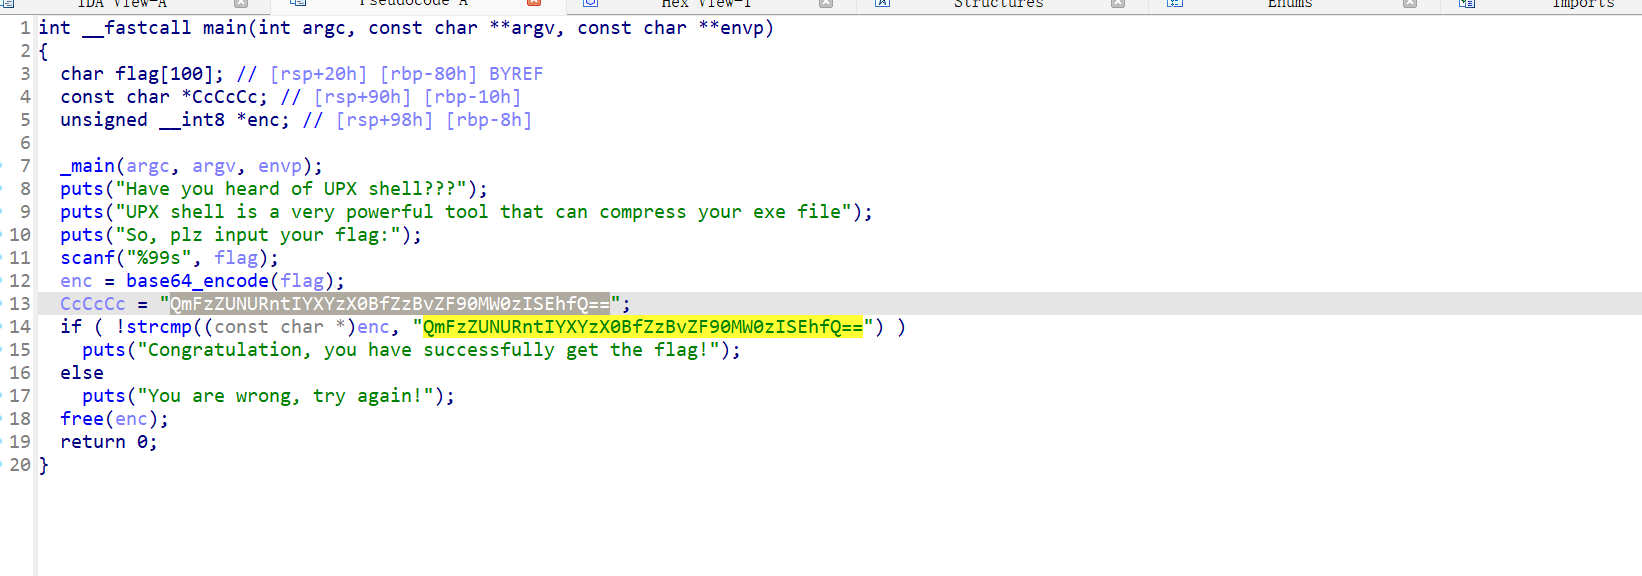 IDA View-A Pseudocode A Hex View-1 Structures Enums Imports
1 int __fastcall main(int argc, const char **argv, const char **envp)
2 {
3 char flag[100]; // [rsp+20h] [rbp-80h] BYREF
4 const char *CcCcCc; // [rsp+90h] [rbp-10h]
5 unsigned __int8 *enc; // [rsp+98h] [rbp-8h]
6
7 _main(argc, argv, envp);
8 puts("Have you heard of UPX shell???");
9 puts("UPX shell is a very powerful tool that can compress your exe file");
10 puts("So, plz input your flag:");
11 scanf("%99s", flag);
12 enc = base64_encode(flag);
13 CcCcCc = "QmFzZUNURntIYXYzX0BfZzBvZF90MW0zISEhfQ==";
14 if ( !strcmp((const char *)enc, "QmFzZUNURntIYXYzX0BfZzBvZF90MW0zISEhfQ==") )
15 puts("Congratulation, you have successfully get the flag!");
16 else
17 puts("You are wrong, try again!");
18 free(enc);
19 return 0;
20 }